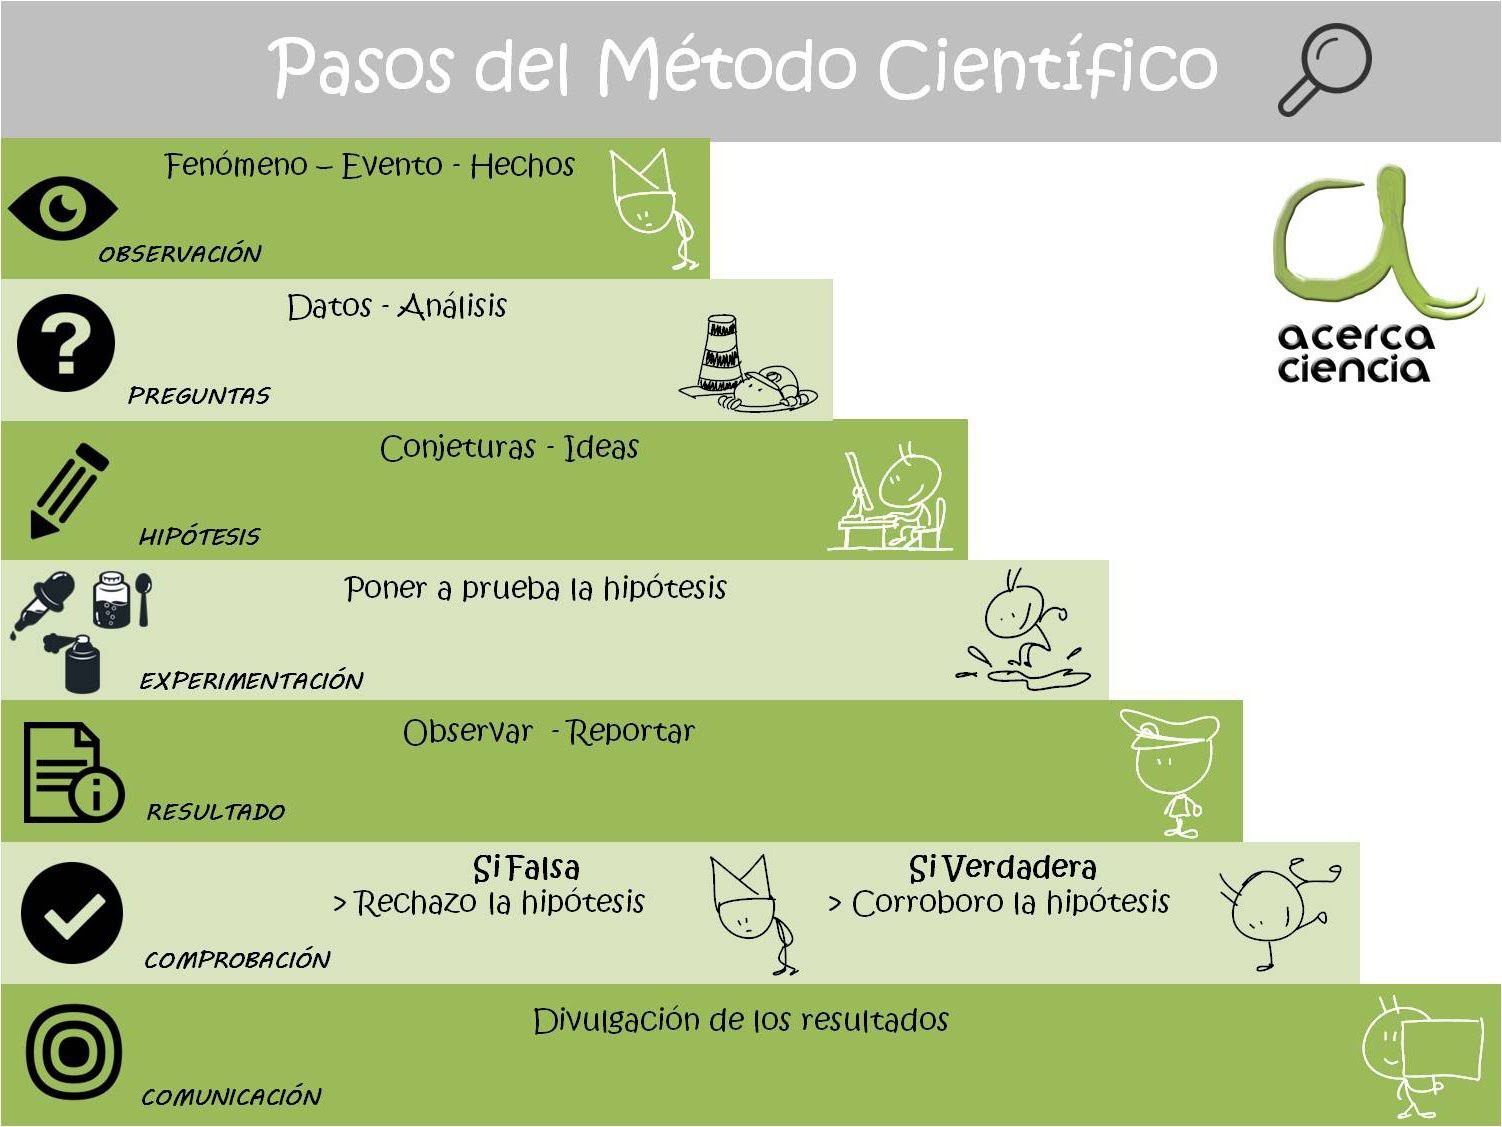 Pasos del Método Científico
Fenómeno – Evento - Hechos
OBSERVACIÓN
acerca
ciencia
Datos - Análisis
PREGUNTAS
Conjeturas - Ideas
HIPÓTESIS
Poner a prueba la hipótesis
EXPERIMENTACIÓN
Observar - Reportar
RESULTADO
Si Falsa
> Rechazo la hipótesis
Si Verdadera
> Corroboro la hipótesis
COMPROBACIÓN
Divulgación de los resultados
COMUNICACIÓN